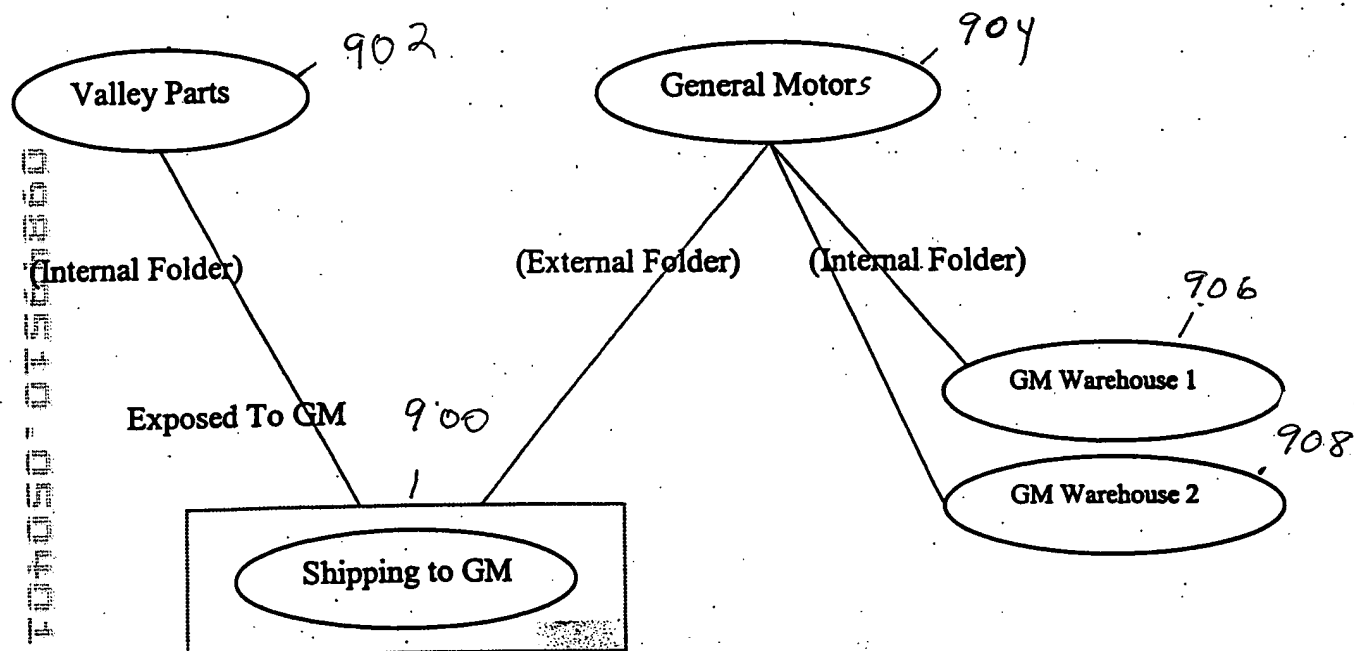 902
904
Valley Parts
General Motors
(Internal Folder)
(External Folder)
(Internal Folder)
906
GM Warehouse 1
Exposed To GM
900
908
GM Warehouse 2
Shipping to GM